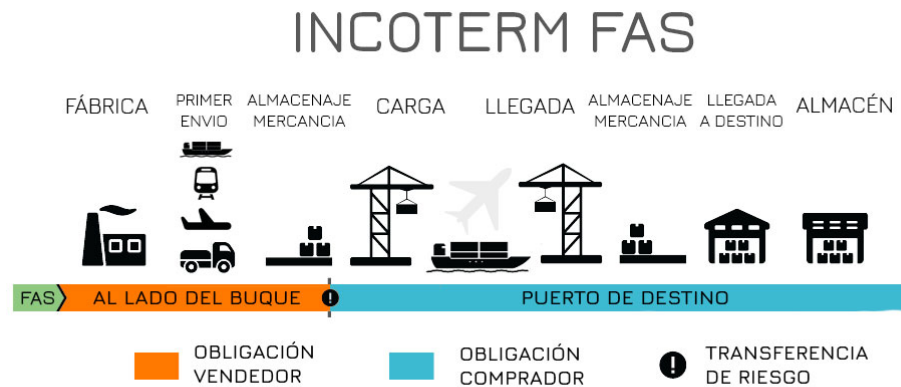 INCOTERM FAS
FÁBRICA
PRIMER
ENVIO
ALMACENAJE
MERCANCIA
CARGA
LLEGADA
ALMACENAJE
MERCANCIA
LLEGADA
A DESTINO
ALMACÉN
FAS
AL LADO DEL BUQUE
!
PUERTO DE DESTINO
OBLIGACIÓN
VENDEDOR
OBLIGACIÓN
COMPRADOR
!
TRANSFERENCIA
DE RIESGO